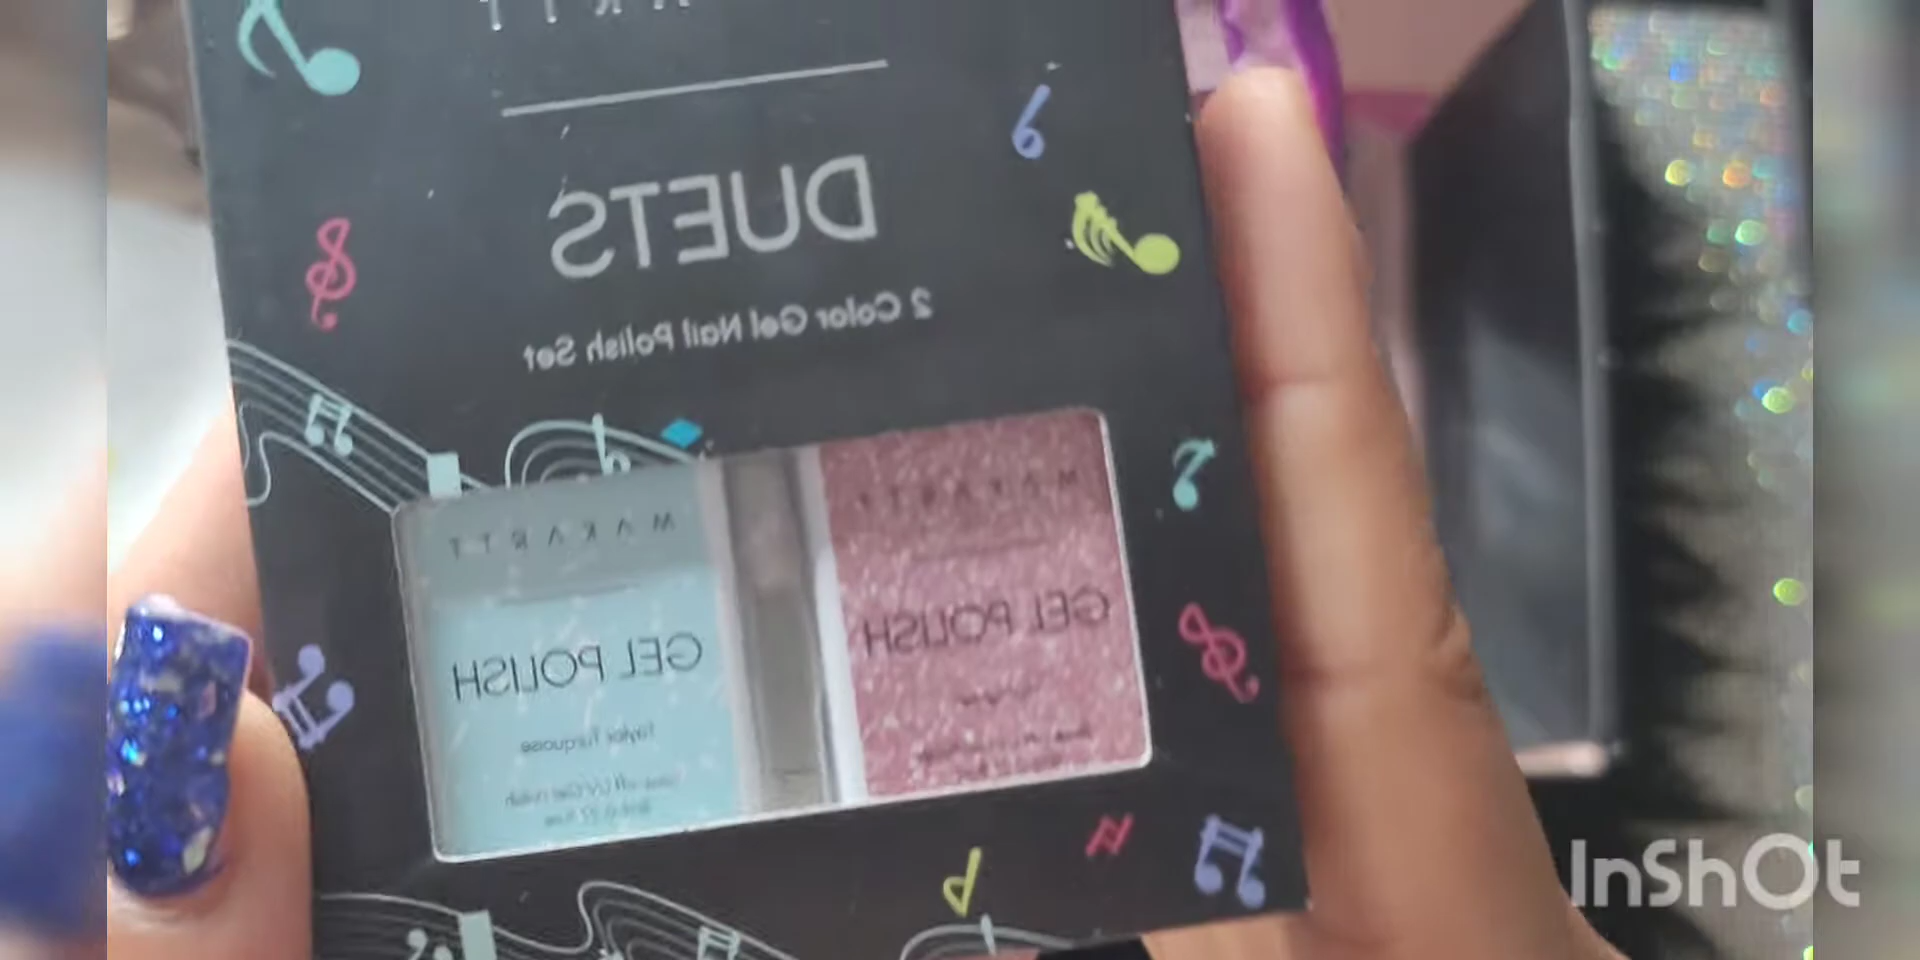 DUETS
2 Color Gel Nail Polish Set
MAKARTT
GEL POLISH
Taylor Turquoise
MAKARTT
GEL POLISH
InShOt